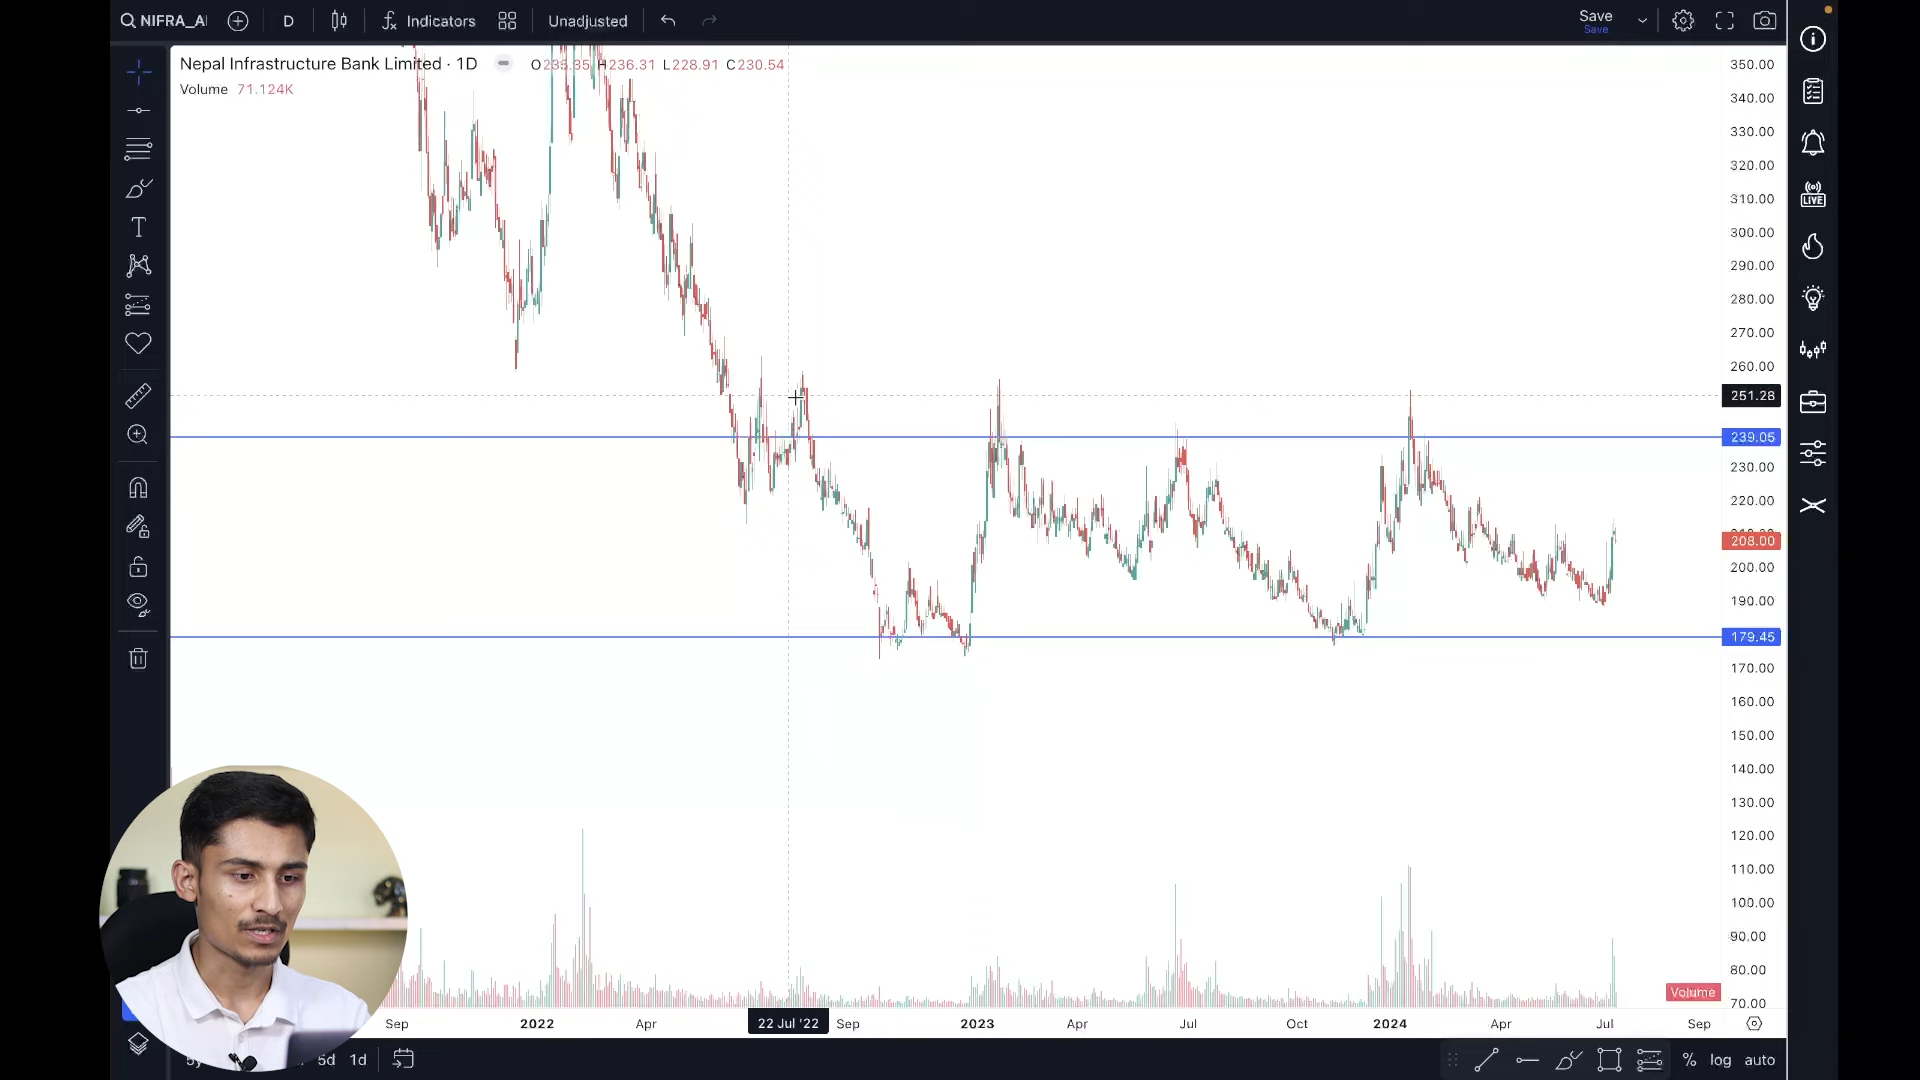 NIFRA_A
D
Indicators
Unadjusted
Save
Save
Nepal Infrastructure Bank Limited · 1D
O235.35 H236.31 L228.91 C230.54
Volume 71.124K
350.00
340.00
330.00
320.00
310.00
300.00
290.00
280.00
270.00
260.00
251.28
239.05
230.00
220.00
208.00
200.00
190.00
179.45
170.00
160.00
150.00
140.00
130.00
120.00
110.00
100.00
90.00
80.00
Volume
70.00
LIVE
Sep
2022
Apr
22 Jul '22
Sep
2023
Apr
Jul
Oct
2024
Apr
Jul
Sep
5d
1d
%
log
auto